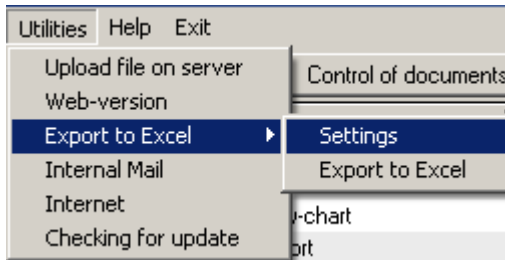 Utilities Help Exit
Upload file on server
Control of documents
Web-version
Export to Excel
Settings
Internal Mail
Export to Excel
Internet
-chart
Checking for update